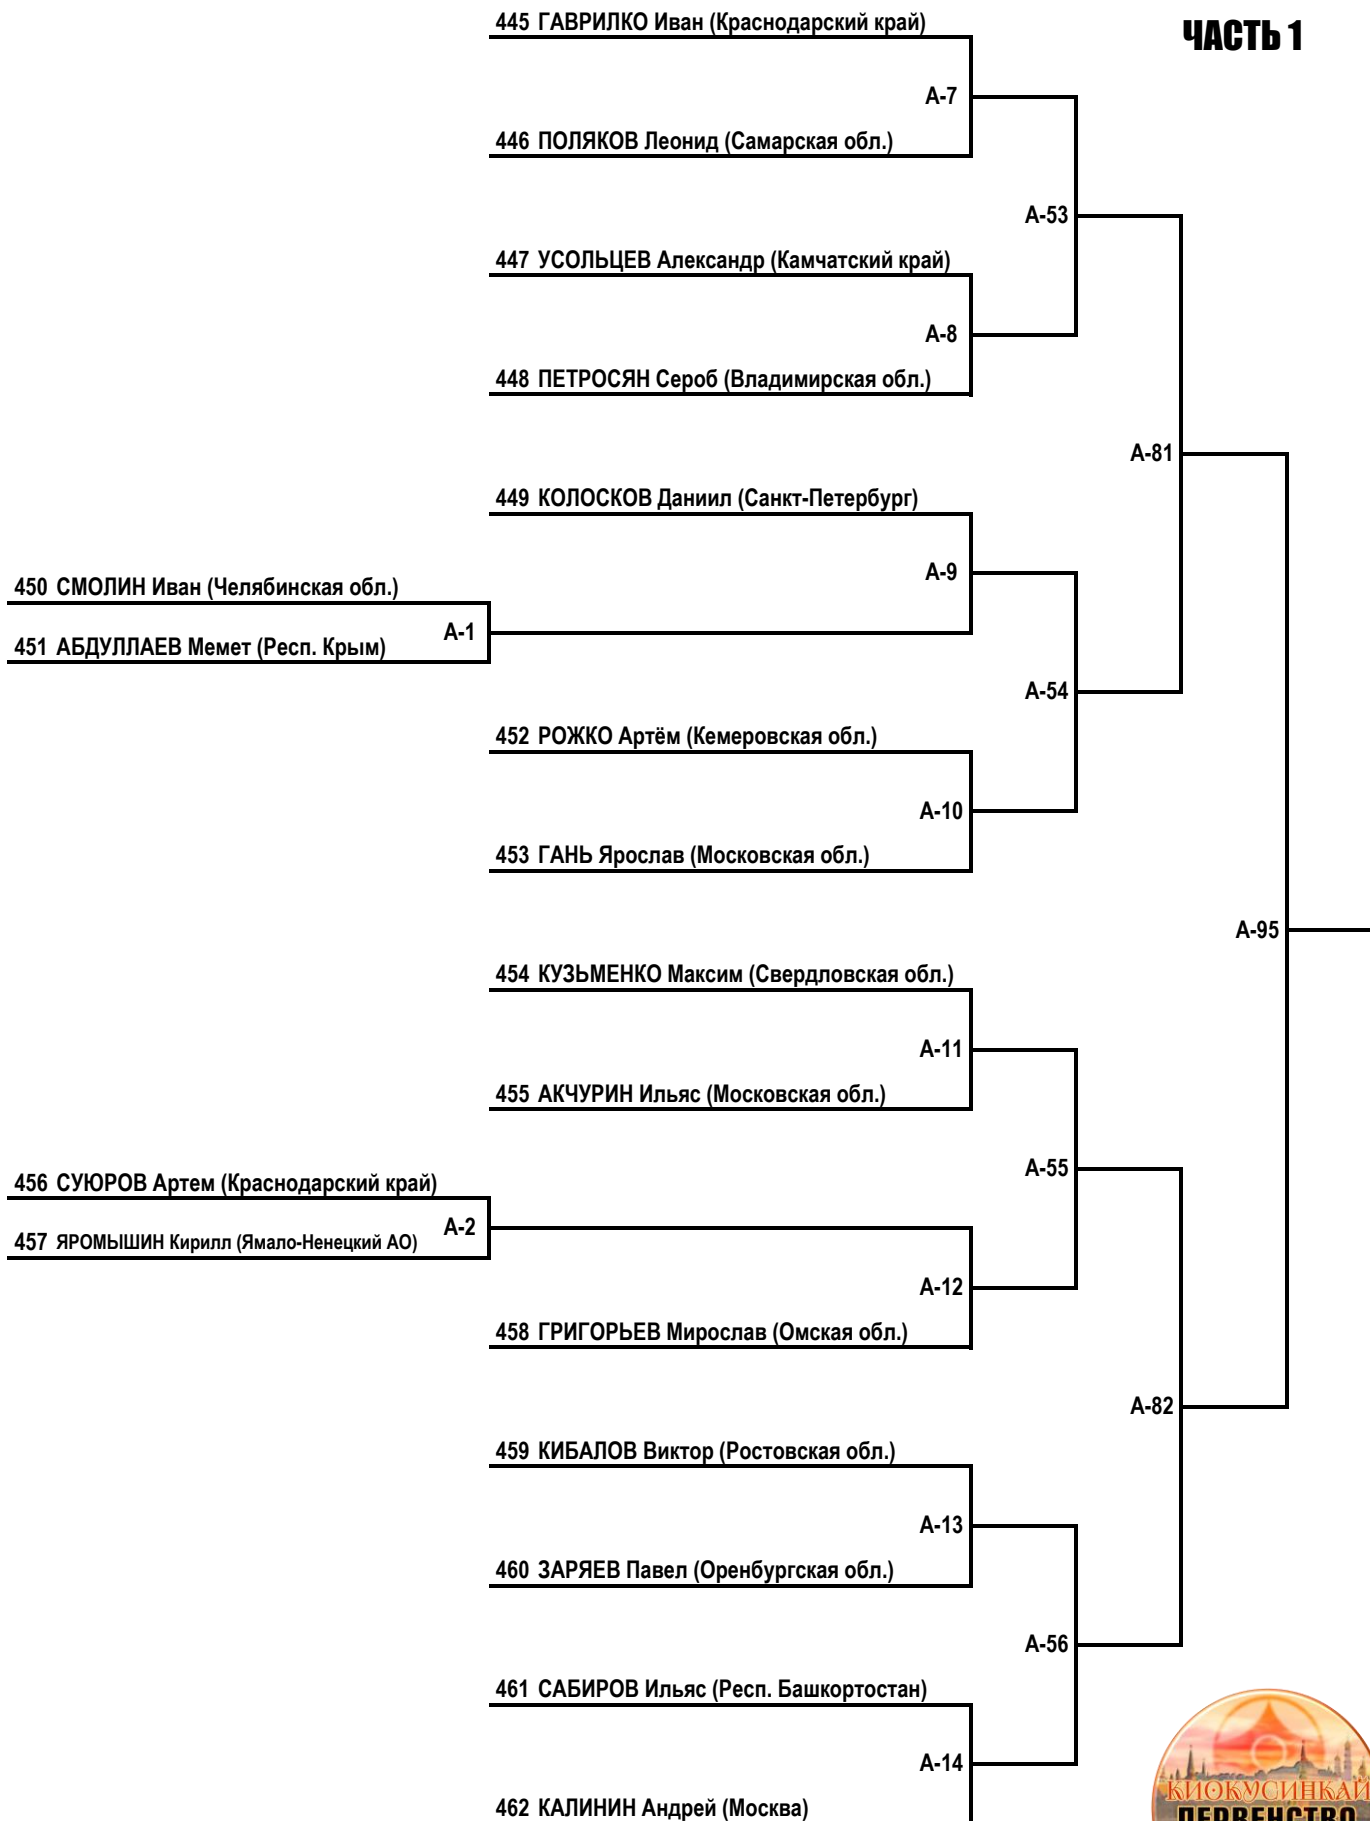 445 ГАВРИЛКО Иван (Краснодарский край)
ЧАСТЬ 1
А-7
446 ПОЛЯКОВ Леонид (Самарская обл.)
А-53
447 УСОЛЬЦЕВ Александр (Камчатский край)
А-8
448 ПЕТРОСЯН Сероб (Владимирская обл.)
А-81
449 КОЛОСКОВ Даниил (Санкт-Петербург)
А-9
450 СМОЛИН Иван (Челябинская обл.)
А-1
451 АБДУЛЛАЕВ Мемет (Респ. Крым)
А-54
452 РОЖКО Артём (Кемеровская обл.)
А-10
453 ГАНЬ Ярослав (Московская обл.)
А-95
454 КУЗЬМЕНКО Максим (Свердловская обл.)
А-11
455 АКЧУРИН Ильяс (Московская обл.)
А-55
456 СУЮРОВ Артем (Краснодарский край)
А-2
457 ЯРОМЫШИН Кирилл (Ямало-Ненецкий АО)
А-12
458 ГРИГОРЬЕВ Мирослав (Омская обл.)
А-82
459 КИБАЛОВ Виктор (Ростовская обл.)
А-13
460 ЗАРЯЕВ Павел (Оренбургская обл.)
А-56
461 САБИРОВ Ильяс (Респ. Башкортостан)
А-14
462 КАЛИНИН Андрей (Москва)
КИОКУСИНКАЙ
ПЕРВЕНСТВО